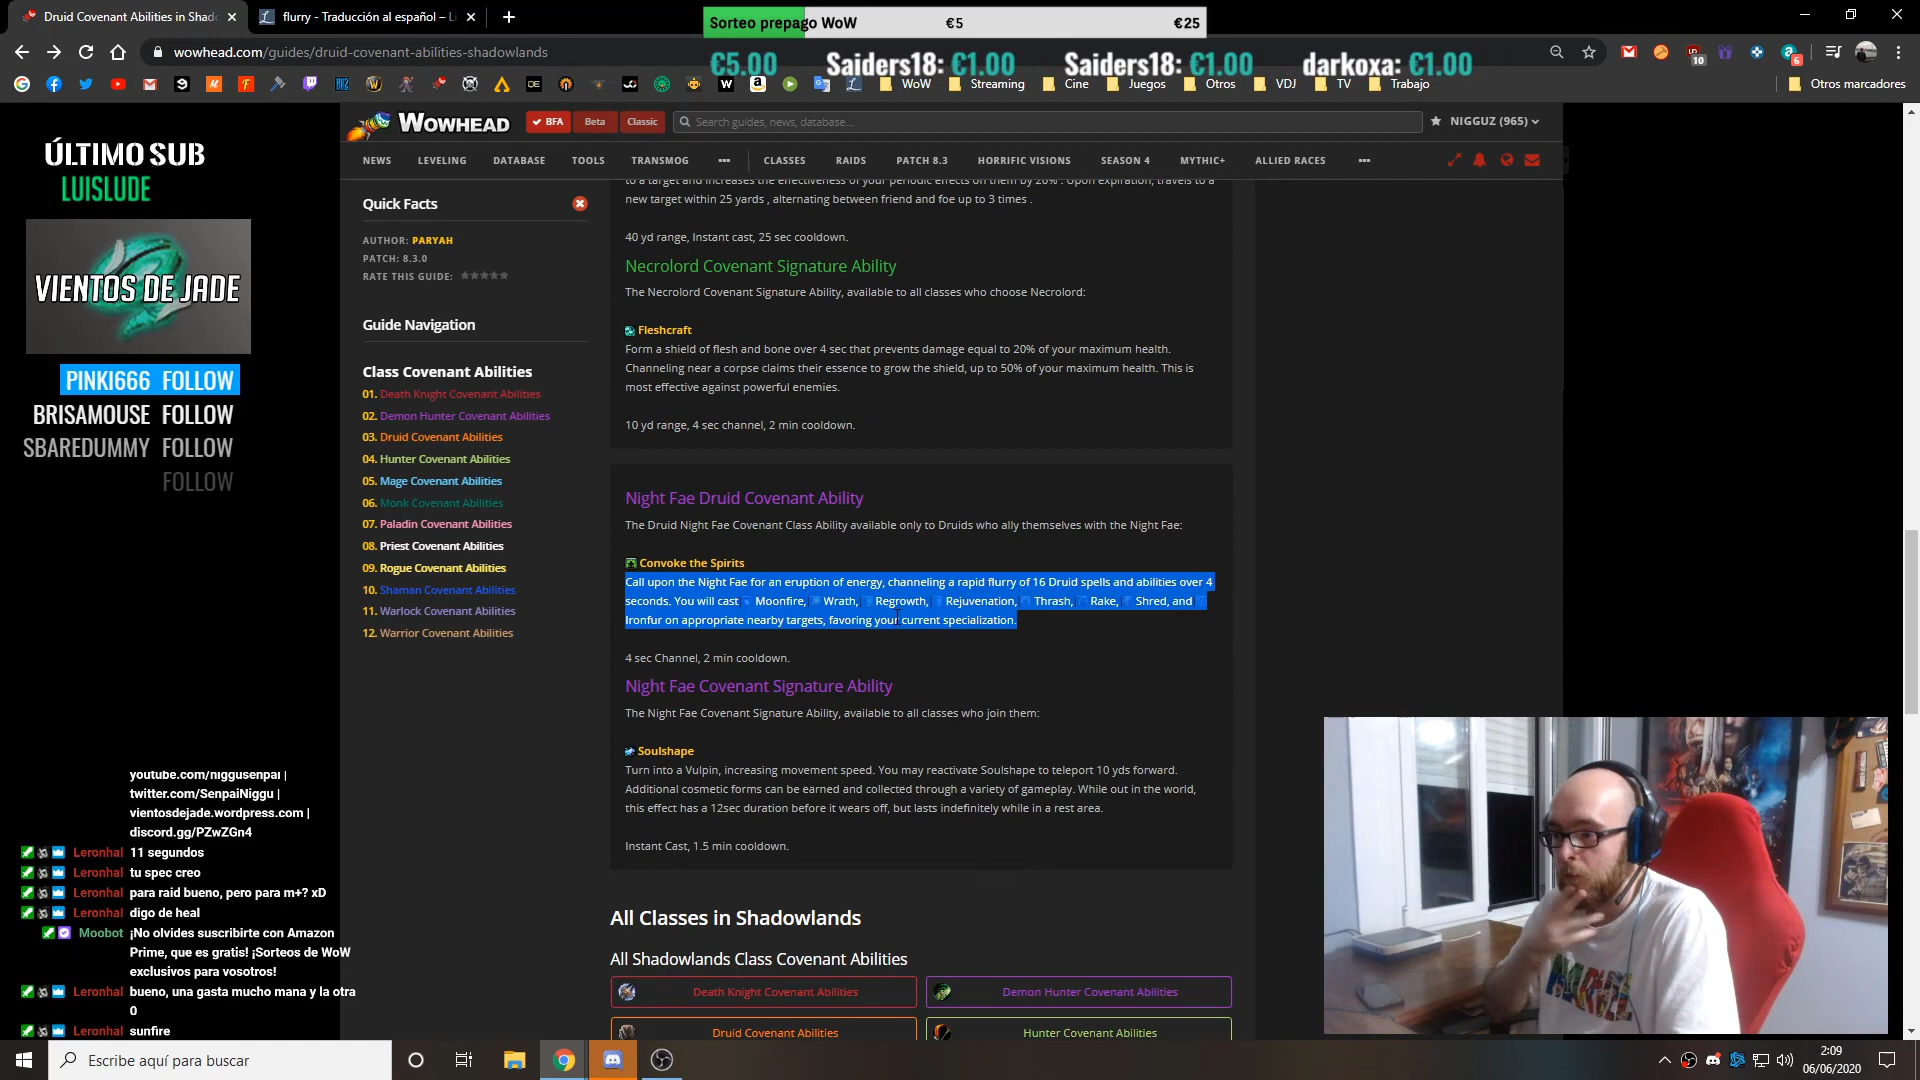 Druid Covenant Abilities in Shado
flurry - Traducción al español – Li
wowhead.com/guides/druid-covenant-abilities-shadowlands
Sorteo prepago WoW €5 €25
€5.00 Saiders18: €1.00 Saiders18: €1.00 darkoxa: €1.00
WoW Streaming Cine Juegos Otros VDJ TV Trabajo Otros marcadores
WOWHEAD BFA Beta Classic Search guides, news, database... NIGGUZ (965)
NEWS LEVELING DATABASE TOOLS TRANSMOG CLASSES RAIDS PATCH 8.3 HORRIFIC VISIONS SEASON 4 MYTHIC+ ALLIED RACES
ÚLTIMO SUB
LUISLUDE
VIENTOS DE JADE
PINKI666 FOLLOW
BRISAMOUSE FOLLOW
SBAREDUMMY FOLLOW
FOLLOW
youtube.com/niggusenpai |
twitter.com/SenpaiNiggu |
vientosdejade.wordpress.com |
discord.gg/PZwZGn4
Leronhal 11 segundos
Leronhal tu spec creo
Leronhal para raid bueno, pero para m+? xD
Leronhal digo de heal
Moobot ¡No olvides suscribirte con Amazon
Prime, que es gratis! ¡Sorteos de WoW
exclusivos para vosotros!
Leronhal bueno, una gasta mucho mana y la otra
0
Leronhal sunfire
Quick Facts
AUTHOR: PARYAH
PATCH: 8.3.0
RATE THIS GUIDE:
Guide Navigation
Class Covenant Abilities
01. Death Knight Covenant Abilities
02. Demon Hunter Covenant Abilities
03. Druid Covenant Abilities
04. Hunter Covenant Abilities
05. Mage Covenant Abilities
06. Monk Covenant Abilities
07. Paladin Covenant Abilities
08. Priest Covenant Abilities
09. Rogue Covenant Abilities
10. Shaman Covenant Abilities
11. Warlock Covenant Abilities
12. Warrior Covenant Abilities
to a target and increases the effectiveness of your periodic effects on them by 20% . Upon expiration, travels to a
new target within 25 yards , alternating between friend and foe up to 3 times .
40 yd range, Instant cast, 25 sec cooldown.
Necrolord Covenant Signature Ability
The Necrolord Covenant Signature Ability, available to all classes who choose Necrolord:
Fleshcraft
Form a shield of flesh and bone over 4 sec that prevents damage equal to 20% of your maximum health.
Channeling near a corpse claims their essence to grow the shield, up to 50% of your maximum health. This is
most effective against powerful enemies.
10 yd range, 4 sec channel, 2 min cooldown.
Night Fae Druid Covenant Ability
The Druid Night Fae Covenant Class Ability available only to Druids who ally themselves with the Night Fae:
Convoke the Spirits
Call upon the Night Fae for an eruption of energy, channeling a rapid flurry of 16 Druid spells and abilities over 4
seconds. You will cast Moonfire, Wrath, Regrowth, Rejuvenation, Thrash, Rake, Shred, and
Ironfur on appropriate nearby targets, favoring your current specialization.
4 sec Channel, 2 min cooldown.
Night Fae Covenant Signature Ability
The Night Fae Covenant Signature Ability, available to all classes who join them:
Soulshape
Turn into a Vulpin, increasing movement speed. You may reactivate Soulshape to teleport 10 yds forward.
Additional cosmetic forms can be earned and collected through a variety of gameplay. While out in the world,
this effect has a 12sec duration before it wears off, but lasts indefinitely while in a rest area.
Instant Cast, 1.5 min cooldown.
All Classes in Shadowlands
All Shadowlands Class Covenant Abilities
Death Knight Covenant Abilities
Demon Hunter Covenant Abilities
Druid Covenant Abilities
Hunter Covenant Abilities
Escribe aquí para buscar
2:09
06/06/2020